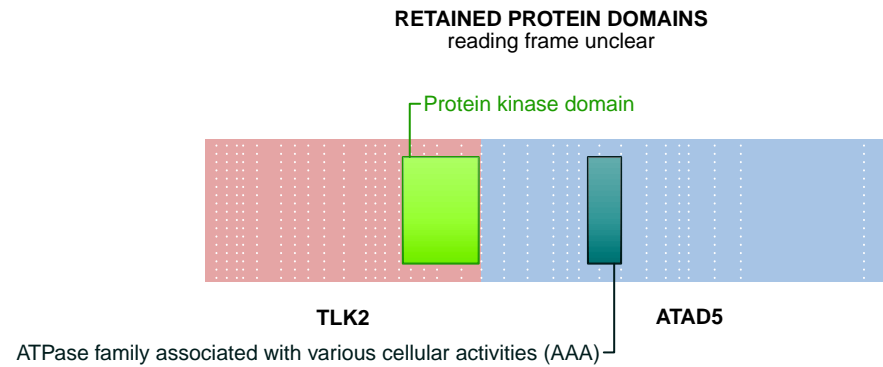 RETAINED PROTEIN DOMAINS
reading frame unclear
Protein kinase domain
TLK2
ATAD5
ATPase family associated with various cellular activities (AAA)